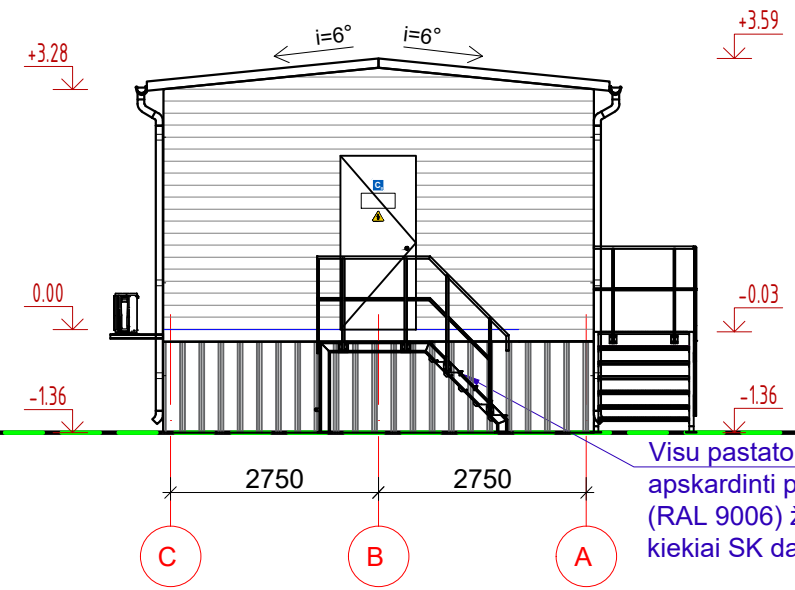 i=6°
i=6°
+3.59
+3.28
0.00
-0.03
-1.36
-1.36
2750
2750
C
B
A
Visu pastato
apskardinti p
(RAL 9006) ž
kiekiai SK da